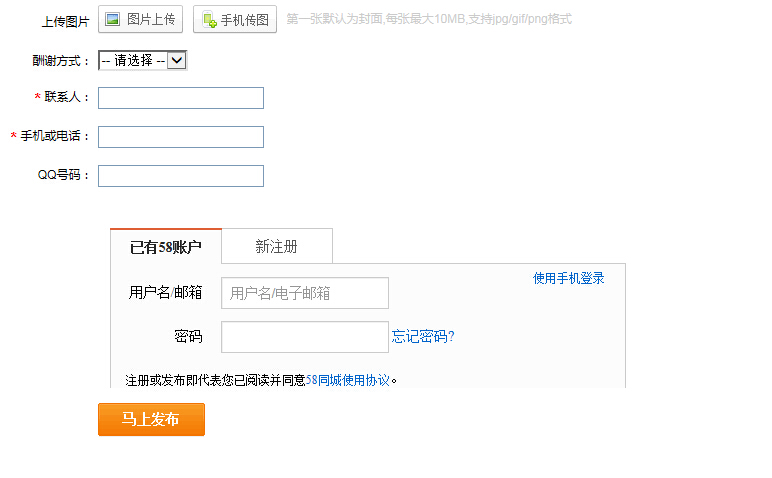 上传图片 图片上传 手机传图 第一张默认为封面,每张最大10MB,支持jpg/gif/png格式
酬谢方式： -- 请选择 --
* 联系人：
* 手机或电话：
QQ号码：
已有58账户 新注册
使用手机登录
用户名/邮箱 用户名/电子邮箱
密码 忘记密码?
注册或发布即代表您已阅读并同意58同城使用协议。
马上发布